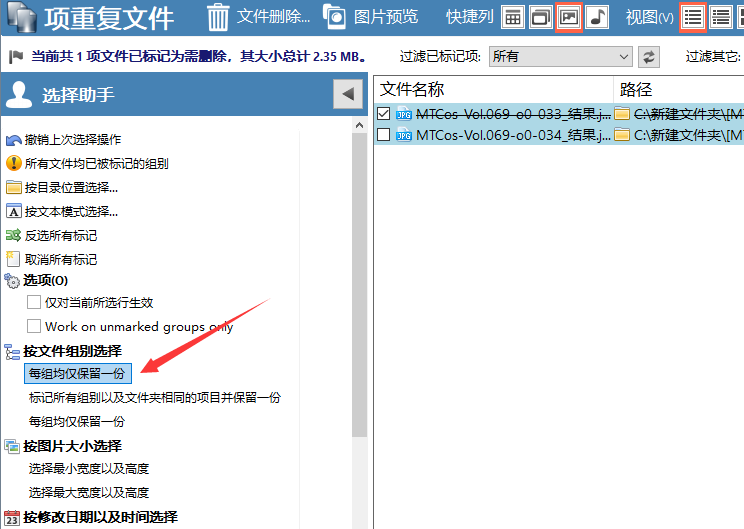 项重复文件 文件删除... 图片预览 快捷列 视图(V)
当前共 1 项文件已标记为需删除，其大小总计 2.35 MB。 过滤已标记项: 所有 过滤其它:
选择助手
文件名称 路径
MTCos-Vol.069-o0-033_结果.j... C:\新建文件夹\[M
MTCos-Vol.069-o0-034_结果.j... C:\新建文件夹\[M
撤销上次选择操作
所有文件均已被标记的组别
按目录位置选择...
按文本模式选择...
反选所有标记
取消所有标记
选项(O)
仅对当前所选行生效
Work on unmarked groups only
按文件组别选择
每组均仅保留一份
标记所有组别以及文件夹相同的项目并保留一份
每组均仅保留一份
按图片大小选择
选择最小宽度以及高度
选择最大宽度以及高度
按修改日期以及时间选择